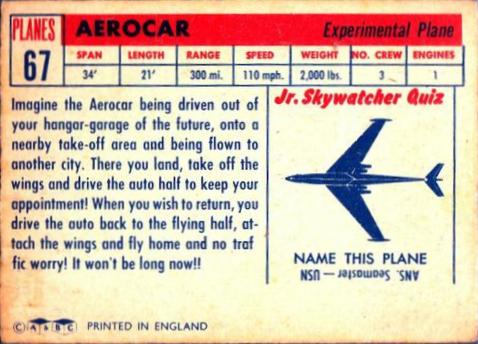 PLANES
67
AEROCAR
Experimental Plane
SPAN LENGTH RANGE SPEED WEIGHT NO. CREW ENGINES
34' 21' 300 mi. 110 mph. 2,000 lbs. 3 1
Imagine the Aerocar being driven out of
your hangar-garage of the future, onto a
nearby take-off area and being flown to
another city. There you land, take off the
wings and drive the auto half to keep your
appointment! When you wish to return, you
drive the auto back to the flying half, at-
tach the wings and fly home and no traf
fic worry! It won't be long now!!
Jr. Skywatcher Quiz
NAME THIS PLANE
ANS. Seamaster — USN
© A & B C PRINTED IN ENGLAND